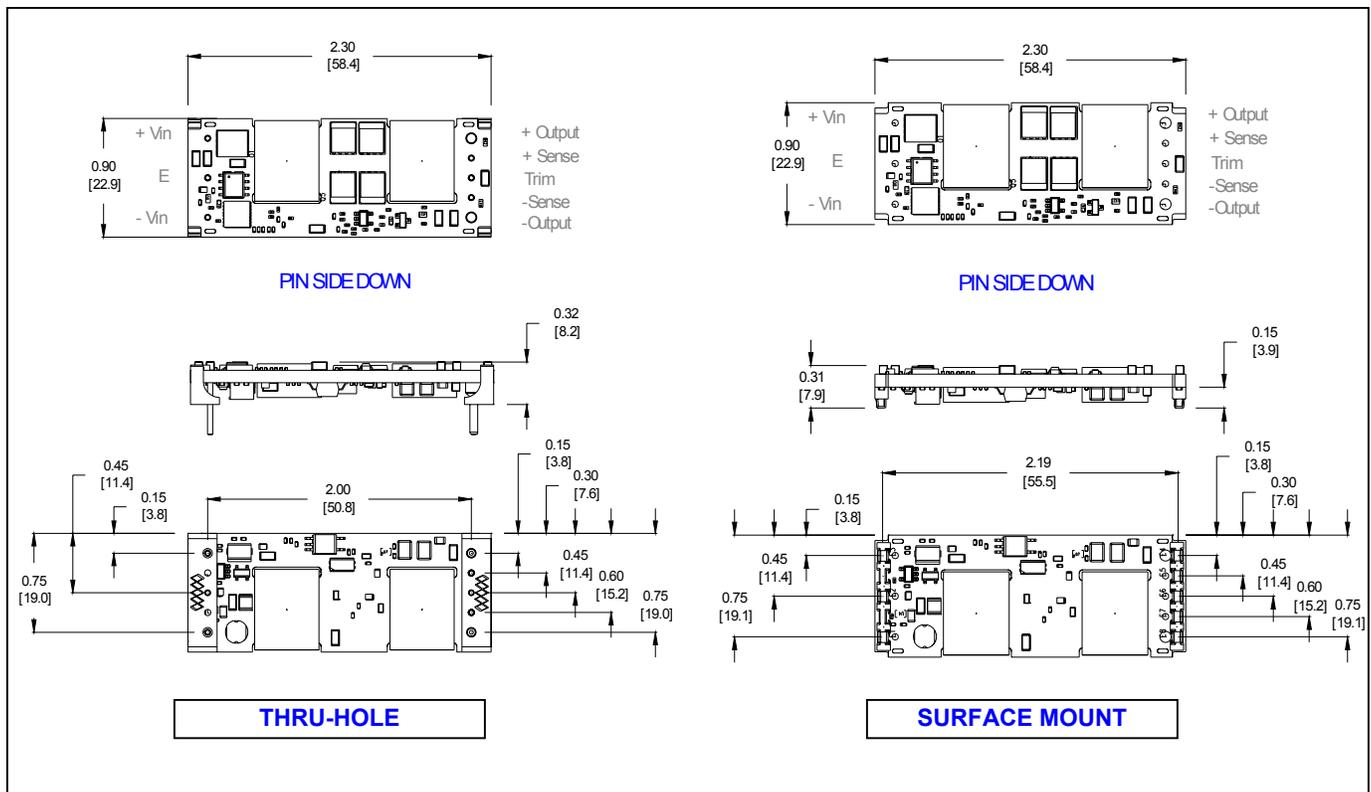 2.30
[58.4]
+ Vin
0.90
[22.9]
E
- Vin
+ Output
+ Sense
Trim
-Sense
-Output
PIN SIDE DOWN
0.32
[8.2]
0.45
[11.4]
0.15
[3.8]
2.00
[50.8]
0.15
[3.8]
0.30
[7.6]
0.75
[19.0]
0.45
[11.4]
0.60
[15.2]
0.75
[19.0]
THRU-HOLE
2.30
[58.4]
+ Vin
0.90
[22.9]
E
- Vin
+ Output
+ Sense
Trim
-Sense
-Output
PIN SIDE DOWN
0.31
[7.9]
0.15
[3.9]
0.15
[3.8]
2.19
[55.5]
0.15
[3.8]
0.30
[7.6]
0.45
[11.4]
0.75
[19.1]
0.45
[11.4]
0.60
[15.2]
0.75
[19.1]
SURFACE MOUNT